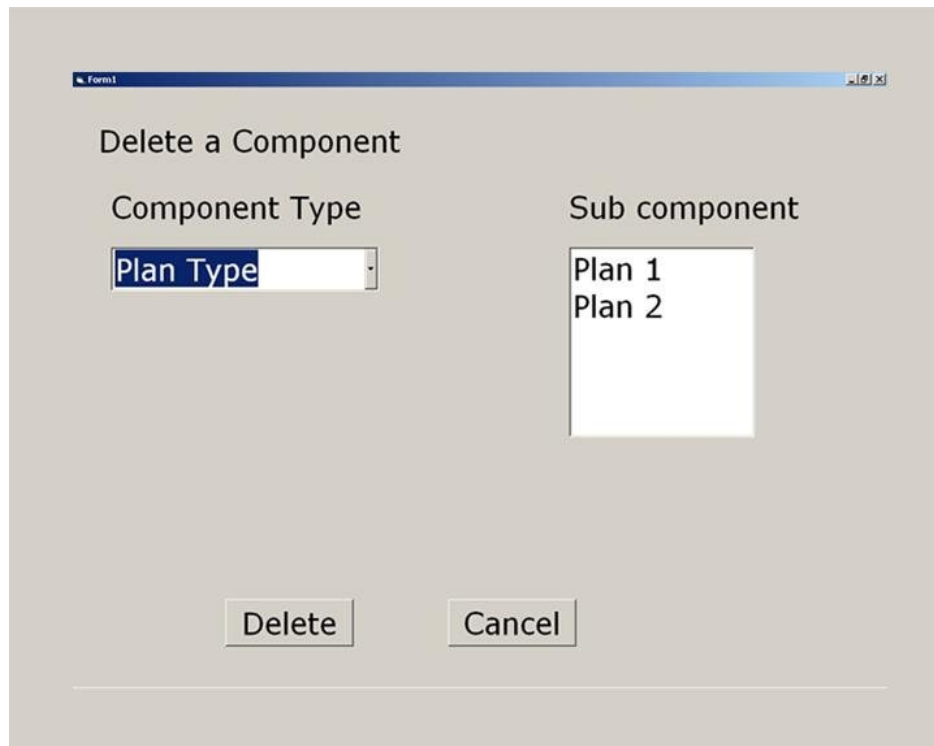 Form1
Delete a Component
Component Type
Sub component
Plan Type
Plan 1
Plan 2
Delete
Cancel